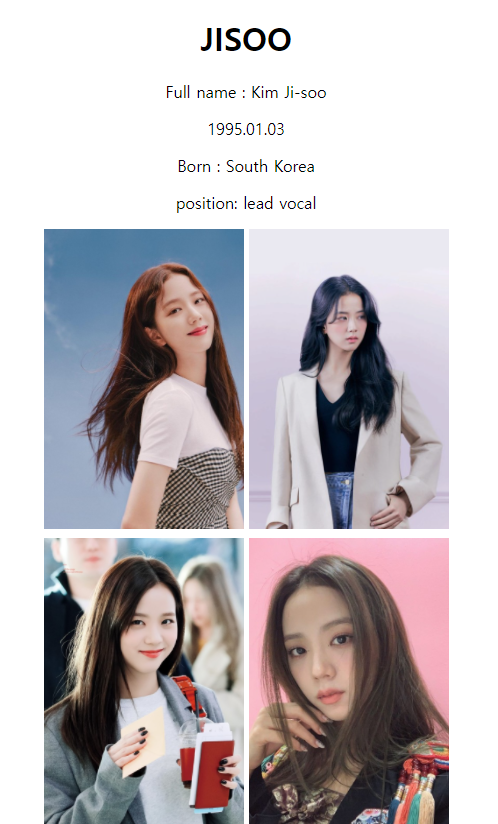 JISOO
Full name : Kim Ji-soo
1995.01.03
Born : South Korea
position: lead vocal